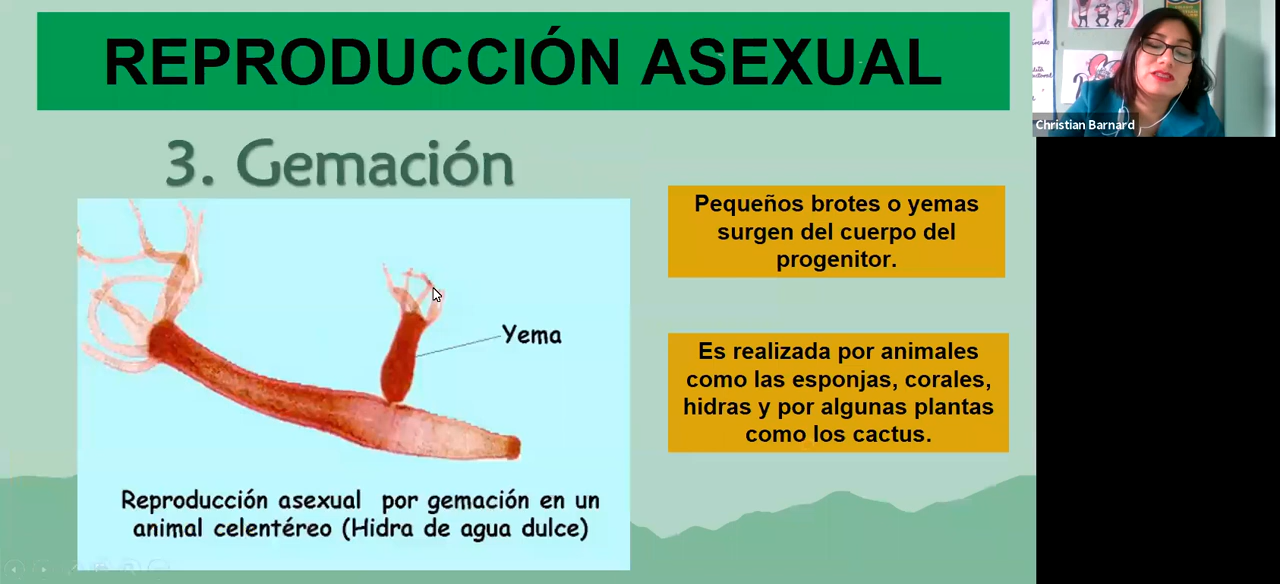 REPRODUCCIÓN ASEXUAL
3. Gemación
Yema
Reproducción asexual por gemación en un
animal celentéreo (Hidra de agua dulce)
Pequeños brotes o yemas
surgen del cuerpo del
progenitor.
Es realizada por animales
como las esponjas, corales,
hidras y por algunas plantas
como los cactus.
Christian Barnard